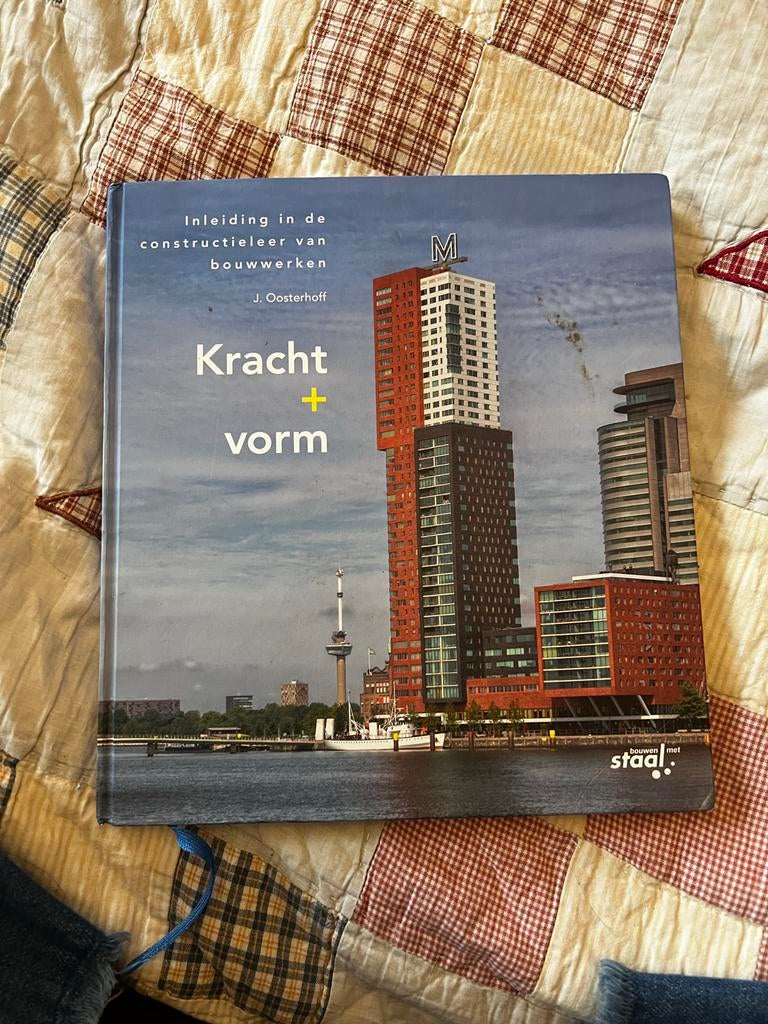 Inleiding in de
constructieleer van
bouwwerken
J. Oosterhoff
Kracht
+
vorm
M
bouwen met
staal